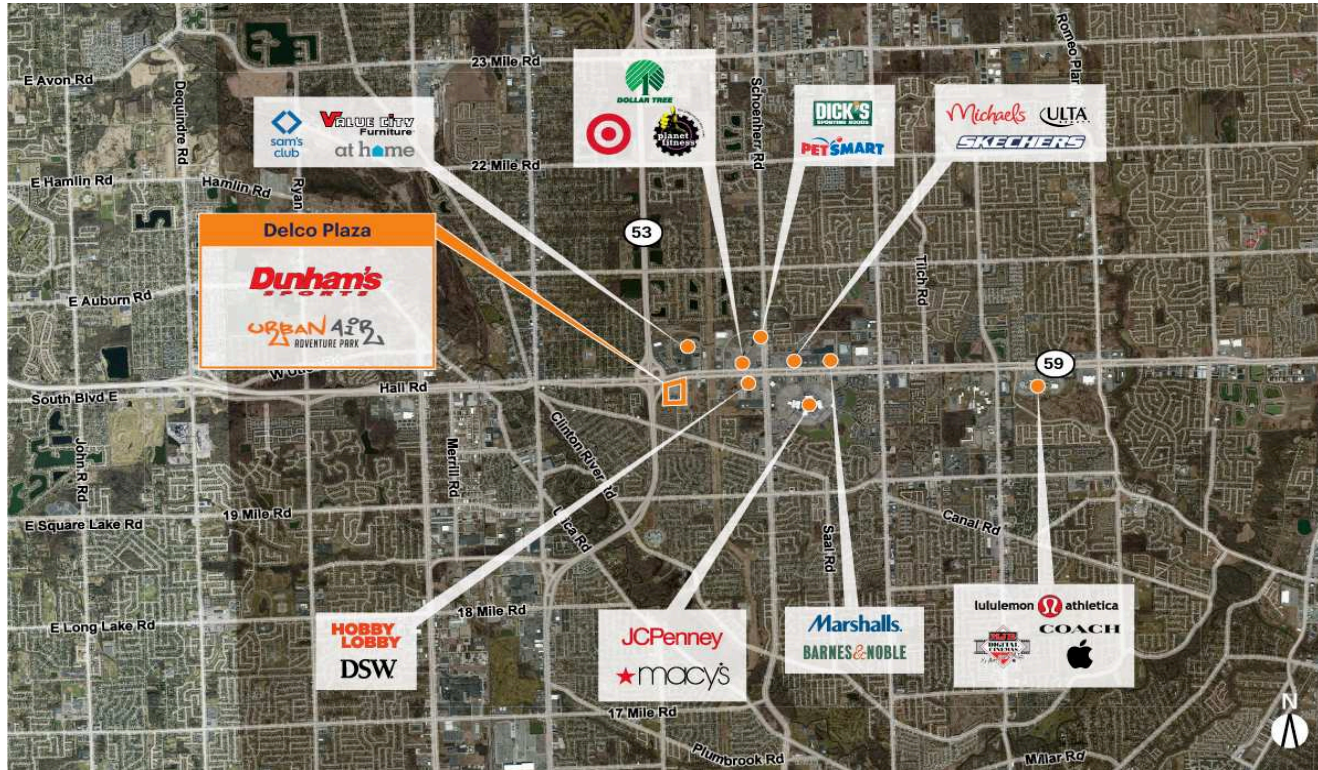 23 Mile Rd
Romeo Plan
E Avon Rd
Dequindre Rd
Schoenherr Rd
DOLLAR TREE
planet
fitness
sam's
club
VALUE CITY
Furniture
at home
DICK'S
SPORTING GOODS
PETSMART
Michaels
ULTA
BEAUTY
SKECHERS
22 Mile Rd
E Hamlin Rd
Hamlin Rd
Ryan
Delco Plaza
Dunham's
SPORTS
URBAN AIR
ADVENTURE PARK
53
Tilch Rd
E Auburn Rd
W Utica
Hall Rd
South Blvd E
59
John R Rd
Merrill Rd
Clinton River Rd
Utica Rd
E Square Lake Rd
19 Mile Rd
Saal Rd
Canal Rd
18 Mile Rd
E Long Lake Rd
HOBBY
LOBBY
DSW
JCPenney
macy's
Marshalls.
BARNES&NOBLE
lululemon athletica
MJR
DIGITAL
CINEMAS
COACH
17 Mile Rd
Plumbrook Rd
Millar Rd
N